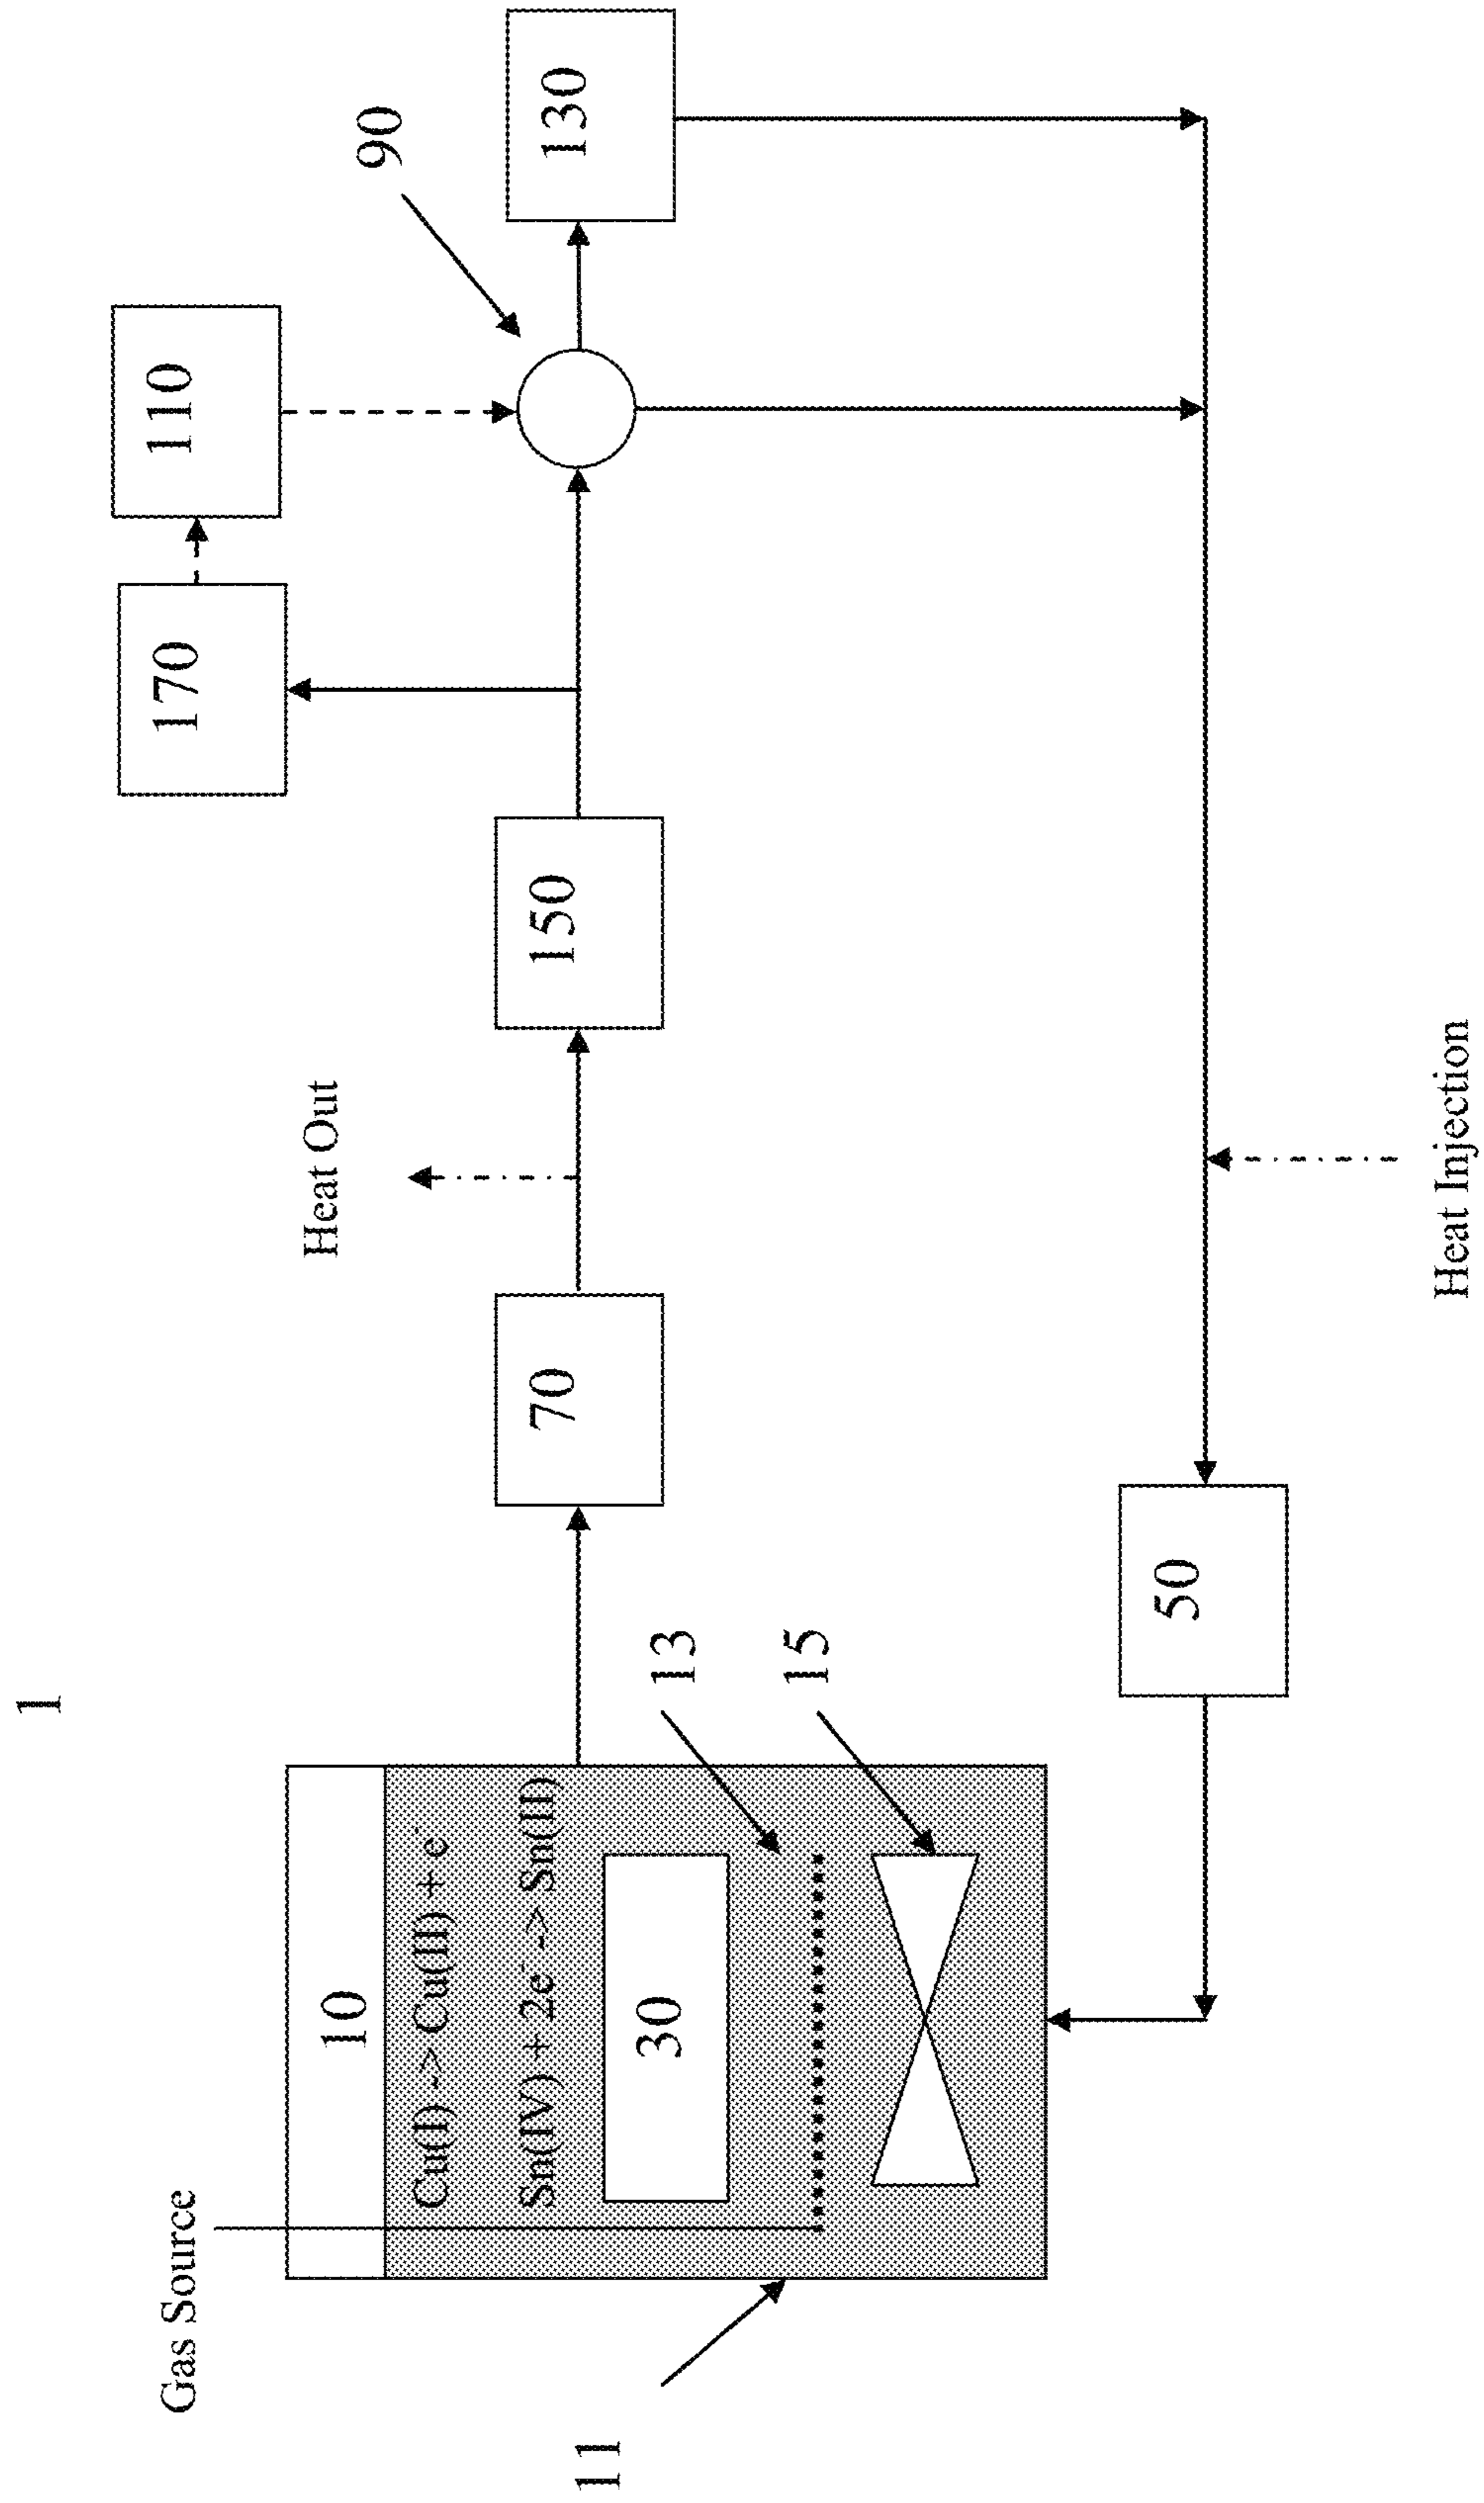 1
Gas Source
10
Cu(I) -> Cu(II) + e-
Sn(IV) + 2e- -> Sn(II)
30
11
13
15
70
Heat Out
150
170
110
90
130
50
Heat Injection